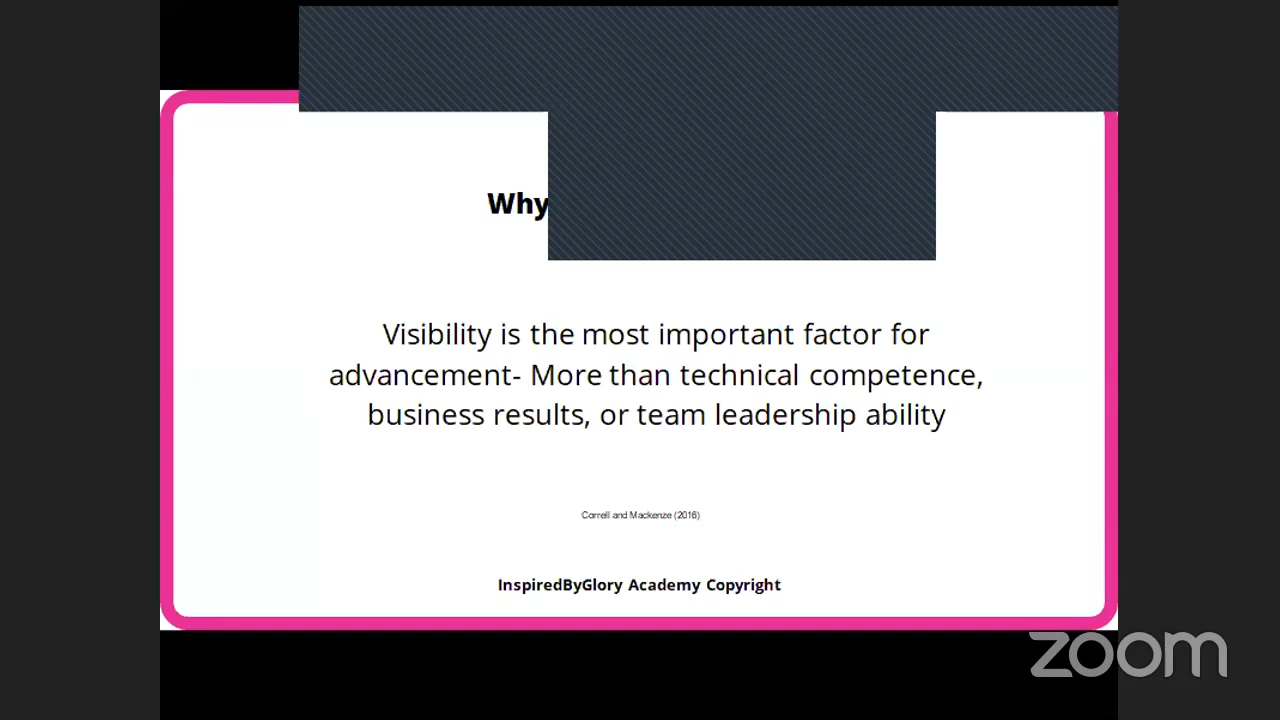 Why
Visibility is the most important factor for
advancement- More than technical competence,
business results, or team leadership ability
Correll and Mackenze (2016)
InspiredByGlory Academy Copyright
zoom